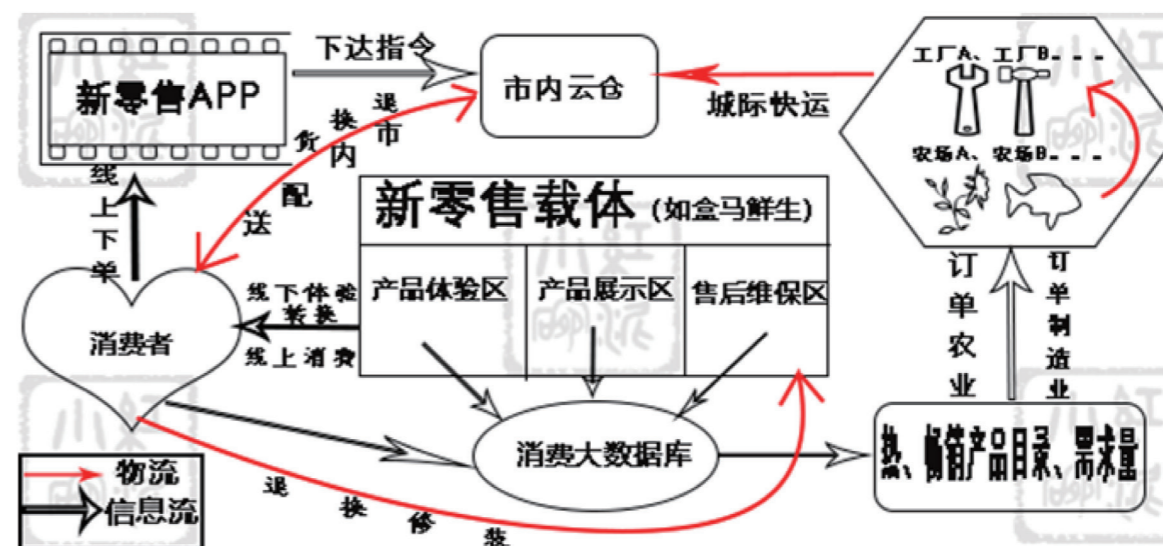 下达指令
新零售APP
市内云仓
城际快运
工厂A、工厂B---
农场A、农场B---
退换货
市内配送
线上下单
新零售载体（如盒马鲜生）
产品体验区
产品展示区
售后维保区
线下体验
转换
线上消费
消费者
订单农业
订单制造业
消费大数据库
热、畅销产品目录、需求量
退换修装
物流
信息流
小红
聊派